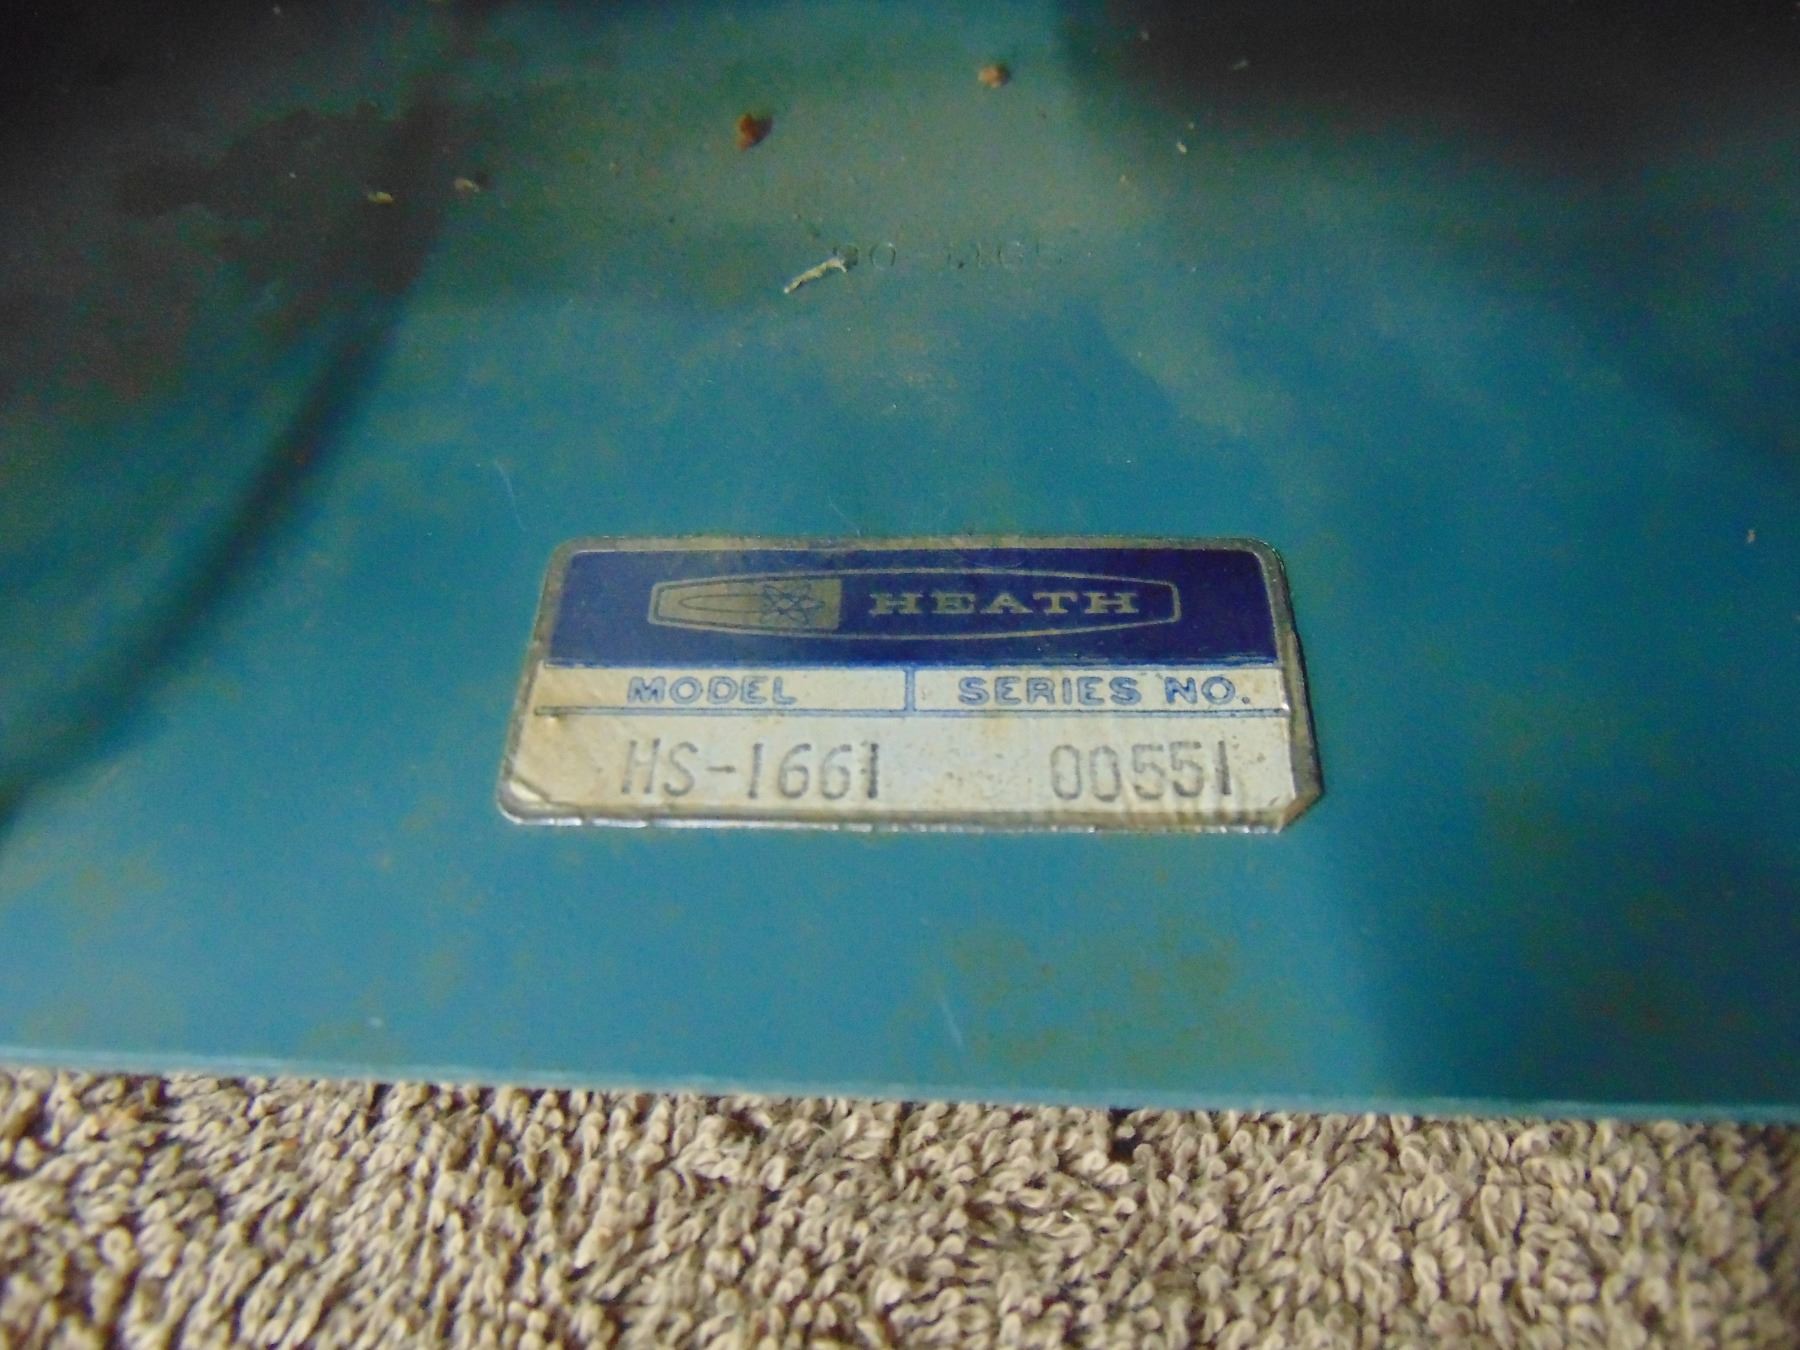 HEATH
MODEL SERIES NO.
HS-1661 00551